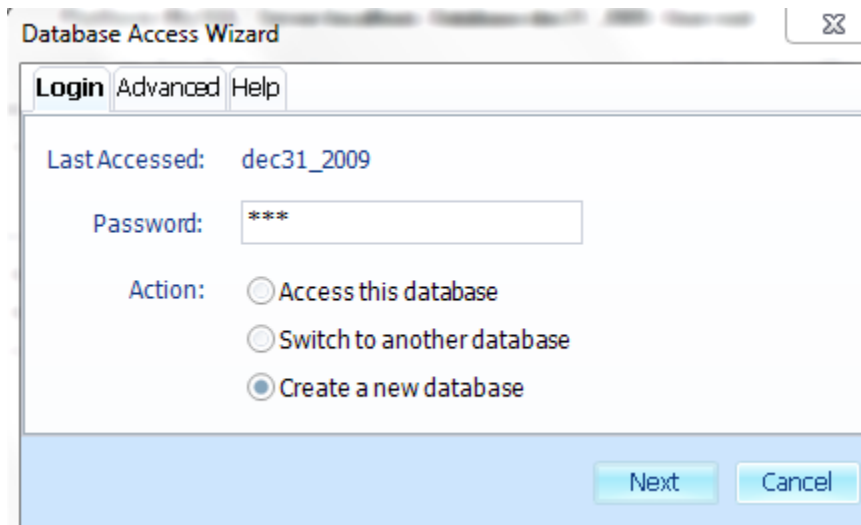 Database Access Wizard
Login Advanced Help
Last Accessed: dec31_2009
Password: ***
Action: Access this database
Switch to another database
Create a new database
Next Cancel